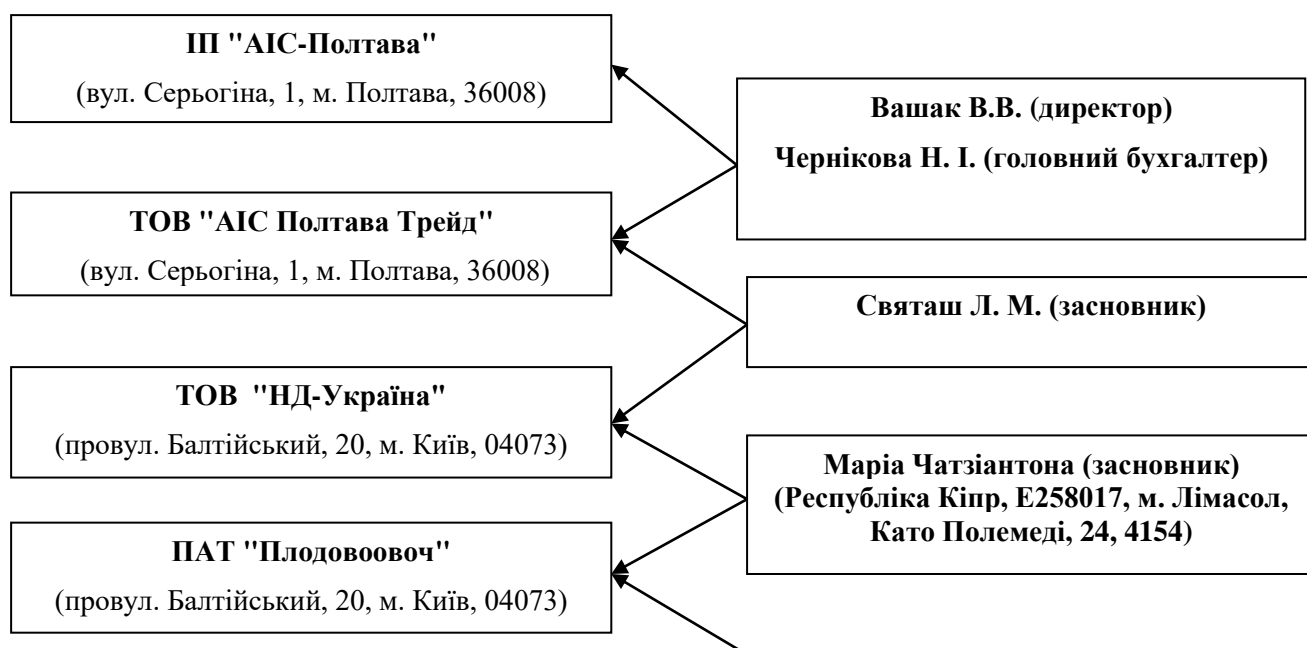 ІП "АІС-Полтава"
(вул. Серьогіна, 1, м. Полтава, 36008)
Вашак В.В. (директор)
Чернікова Н. І. (головний бухгалтер)
ТОВ "АІС Полтава Трейд"
(вул. Серьогіна, 1, м. Полтава, 36008)
Святаш Л. М. (засновник)
ТОВ "НД-Україна"
(провул. Балтійський, 20, м. Київ, 04073)
Маріа Чатзіантона (засновник)
(Республіка Кіпр, Е258017, м. Лімасол,
Като Полемеді, 24, 4154)
ПАТ "Плодовоовоч"
(провул. Балтійський, 20, м. Київ, 04073)